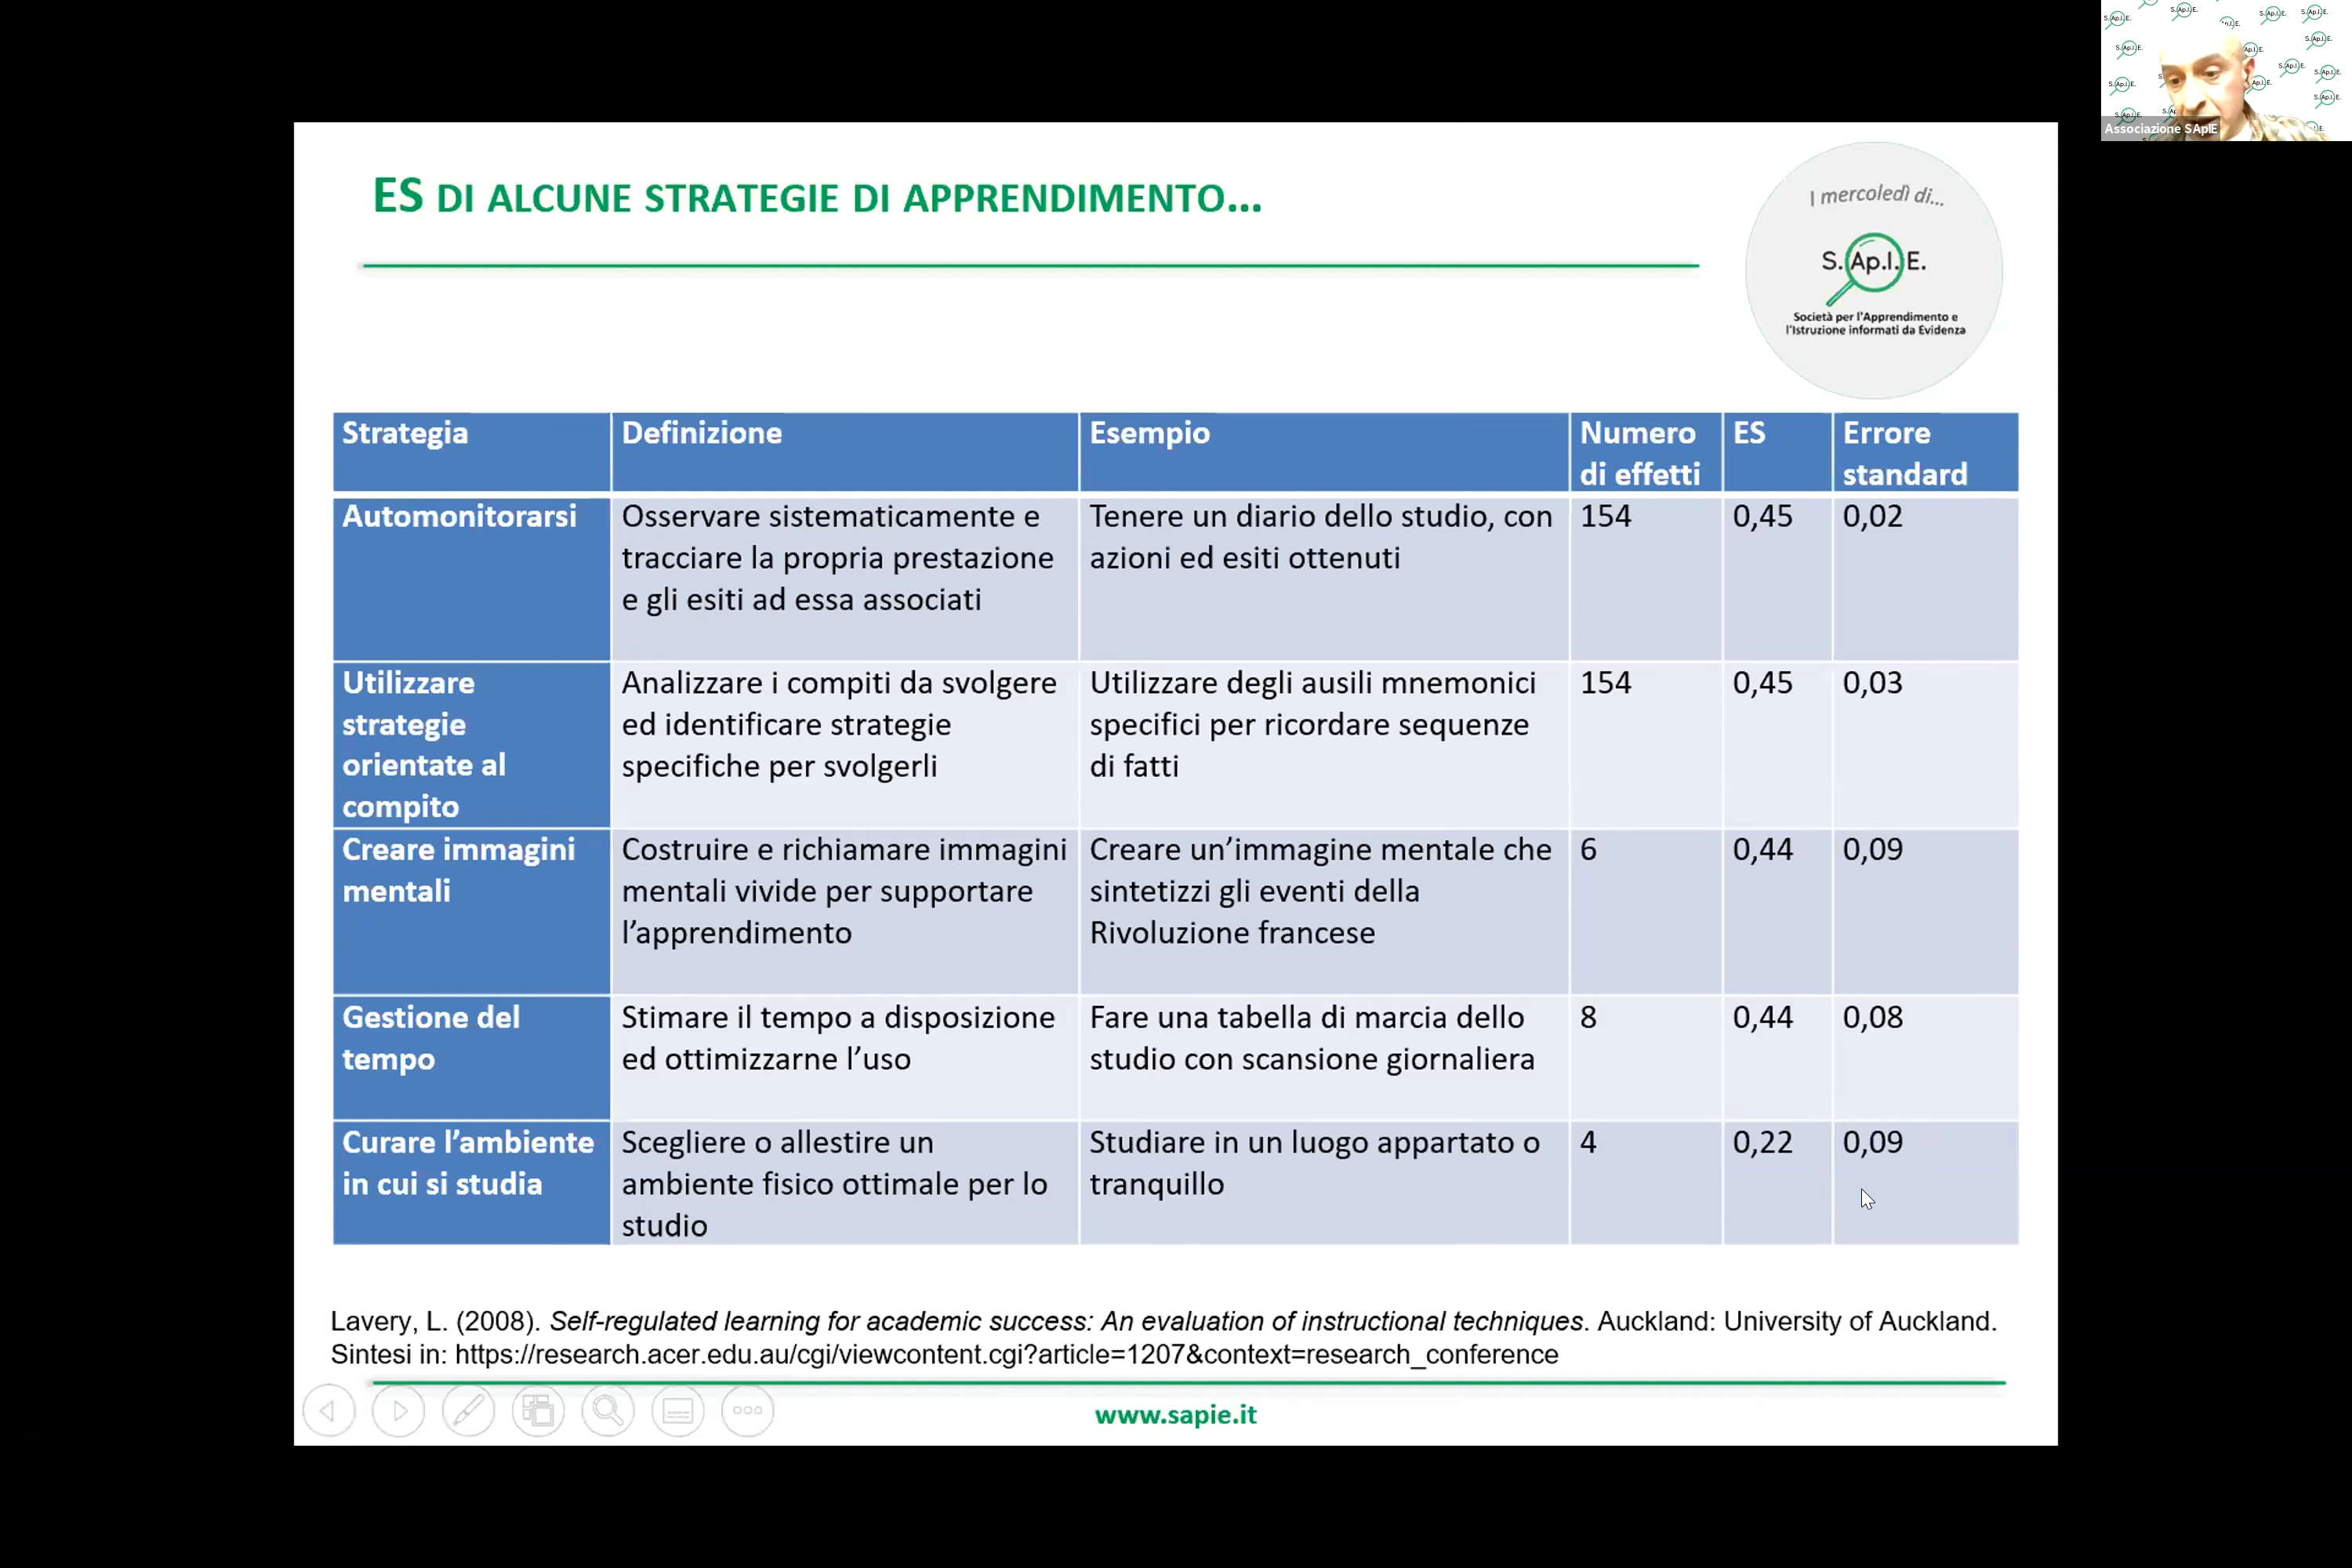 ES DI ALCUNE STRATEGIE DI APPRENDIMENTO...
I mercoledì di...
S.Ap.I.E.
Società per l'Apprendimento e
l'Istruzione informati da Evidenza
Associazione SApIE
Strategia Definizione Esempio Numero di effetti ES Errore standard
Automonitorarsi
Osservare sistematicamente e
tracciare la propria prestazione
e gli esiti ad essa associati
Tenere un diario dello studio, con
azioni ed esiti ottenuti
154 0,45 0,02
Utilizzare
strategie
orientate al
compito
Analizzare i compiti da svolgere
ed identificare strategie
specifiche per svolgerli
Utilizzare degli ausili mnemonici
specifici per ricordare sequenze
di fatti
154 0,45 0,03
Creare immagini
mentali
Costruire e richiamare immagini
mentali vivide per supportare
l'apprendimento
Creare un'immagine mentale che
sintetizzi gli eventi della
Rivoluzione francese
6 0,44 0,09
Gestione del
tempo
Stimare il tempo a disposizione
ed ottimizzarne l'uso
Fare una tabella di marcia dello
studio con scansione giornaliera
8 0,44 0,08
Curare l'ambiente
in cui si studia
Scegliere o allestire un
ambiente fisico ottimale per lo
studio
Studiare in un luogo appartato o
tranquillo
4 0,22 0,09
Lavery, L. (2008). Self-regulated learning for academic success: An evaluation of instructional techniques. Auckland: University of Auckland.
Sintesi in: https://research.acer.edu.au/cgi/viewcontent.cgi?article=1207&context=research_conference
www.sapie.it